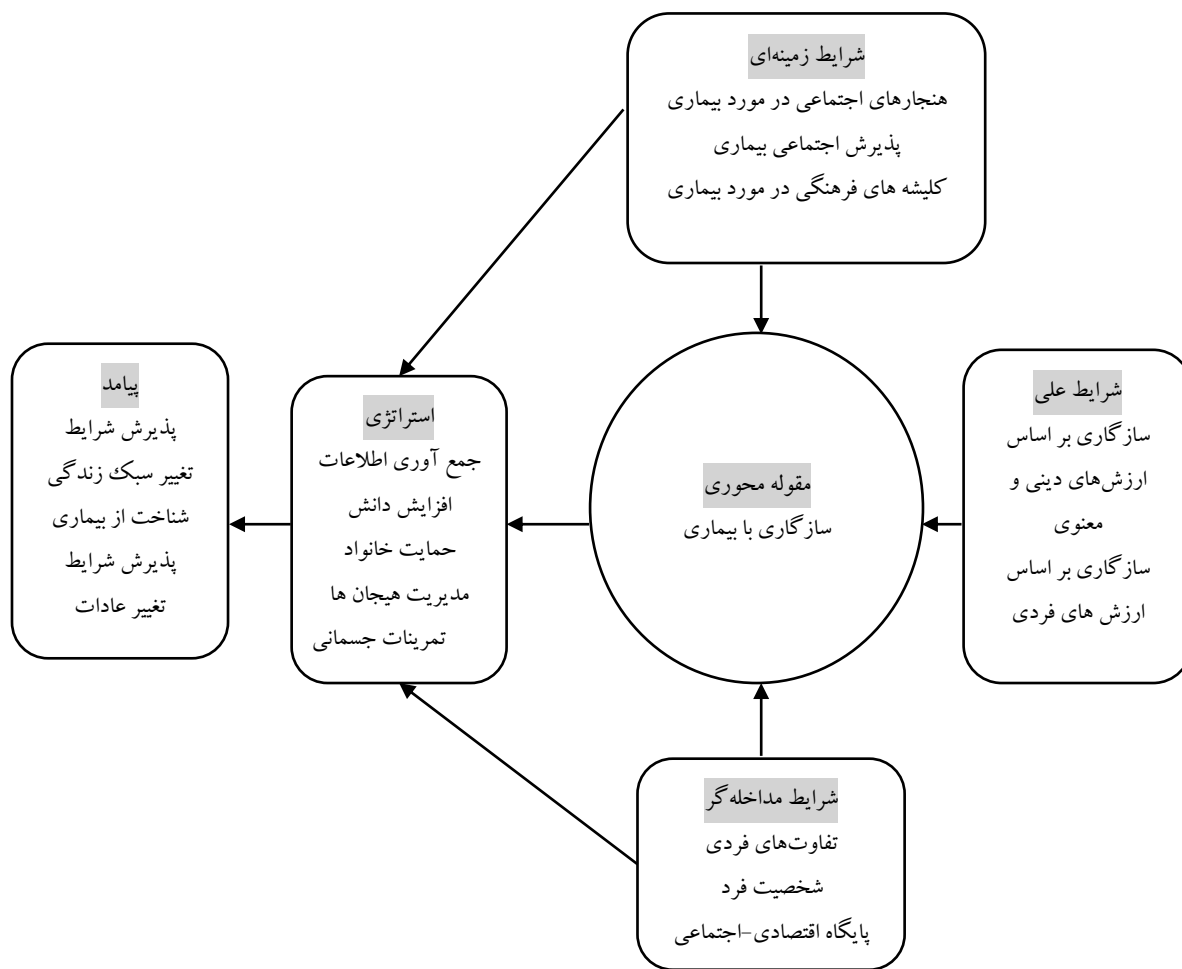 شرایط زمینه‌ای
هنجارهای اجتماعی در مورد بیماری
پذیرش اجتماعی بیماری
کلیشه های فرهنگی در مورد بیماری
شرایط علی
سازگاری بر اساس
ارزش‌های دینی و
معنوی
سازگاری بر اساس
ارزش های فردی
مقوله محوری
سازگاری با بیماری
استراتژی
جمع آوری اطلاعات
افزایش دانش
حمایت خانواد
مدیریت هیجان ها
تمرینات جسمانی
پیامد
پذیرش شرایط
تغییر سبک زندگی
شناخت از بیماری
پذیرش شرایط
تغییر عادات
شرایط مداخله‌گر
تفاوت‌های فردی
شخصیت فرد
پایگاه اقتصادی-اجتماعی